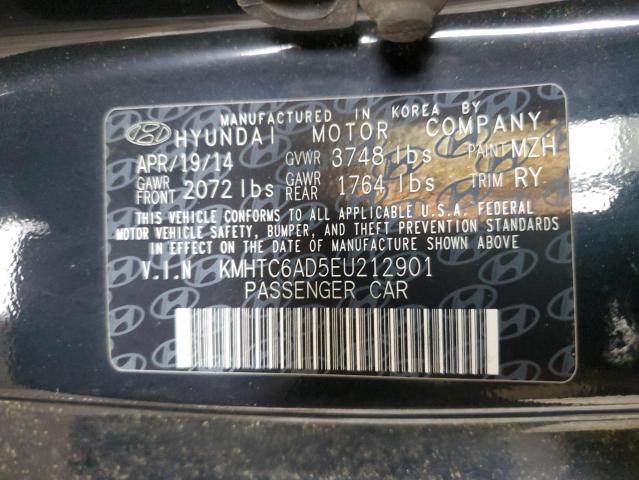 MANUFACTURED IN KOREA BY
HYUNDAI MOTOR COMPANY
APR/19/14 GVWR 3748 lbs PAINT MZH
GAWR FRONT 2072 lbs GAWR REAR 1764 lbs TRIM RY
THIS VEHICLE CONFORMS TO ALL APPLICABLE U.S.A. FEDERAL
MOTOR VEHICLE SAFETY, BUMPER, AND THEFT PREVENTION STANDARDS
IN EFFECT ON THE DATE OF MANUFACTURE SHOWN ABOVE
V.I.N KMHTC6AD5EU212901
PASSENGER CAR